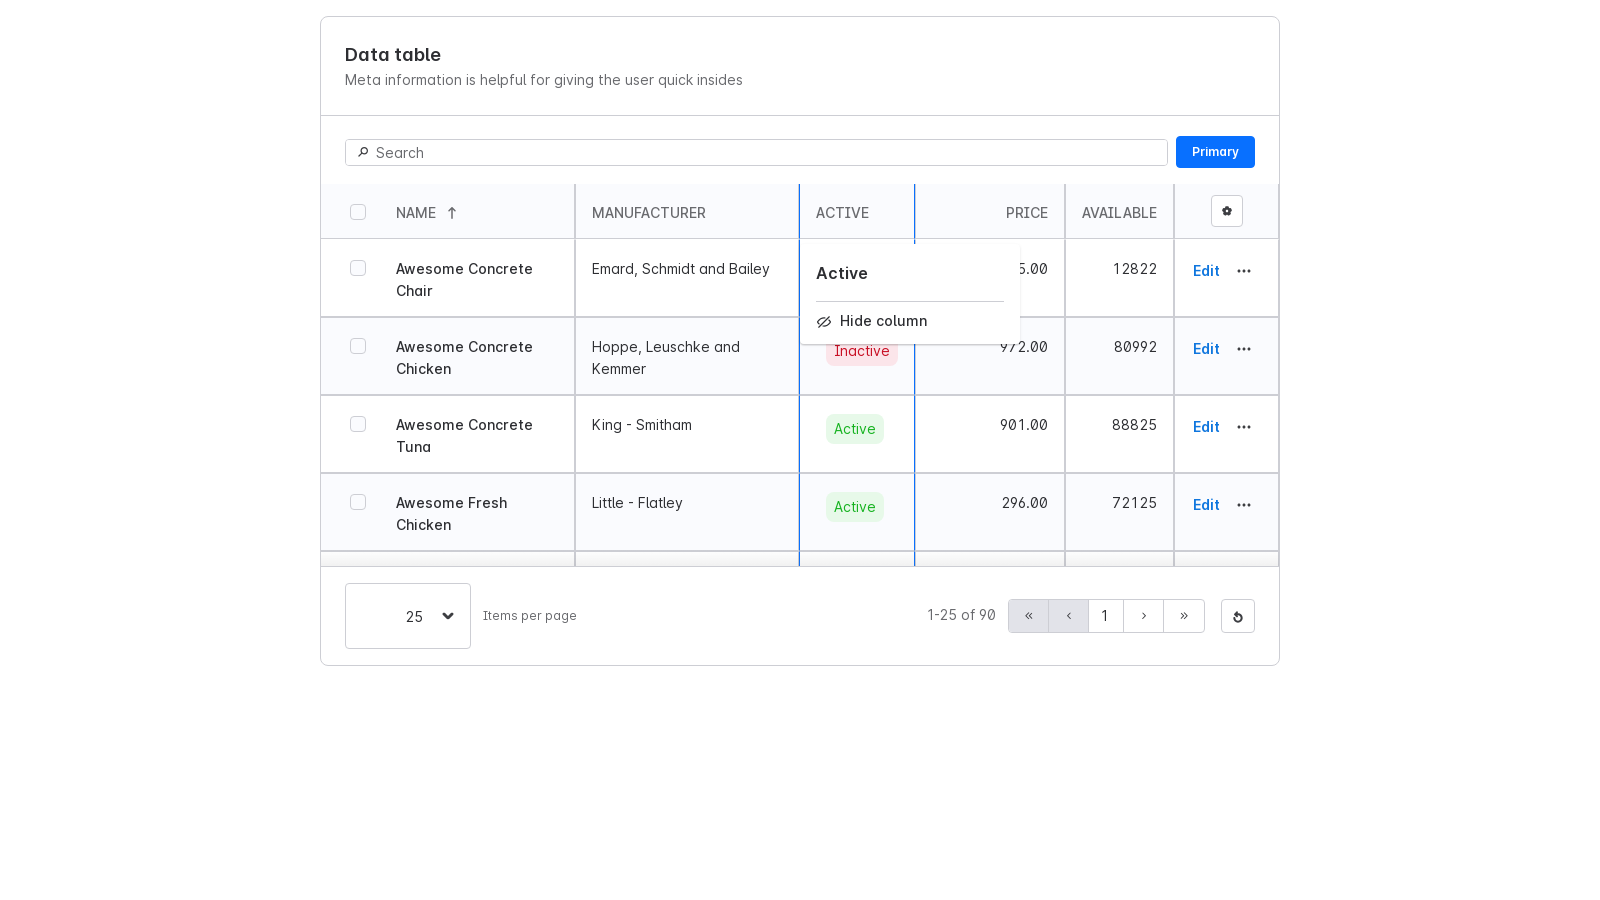 Data table
Meta information is helpful for giving the user quick insides
Search
Primary
NAME
MANUFACTURER
ACTIVE
PRICE
AVAILABLE
Awesome Concrete
Chair
Emard, Schmidt and Bailey
5.00
12822
Edit
Active
Hide column
Awesome Concrete
Chicken
Hoppe, Leuschke and
Kemmer
Inactive
972.00
80992
Edit
Awesome Concrete
Tuna
King - Smitham
Active
901.00
88825
Edit
Awesome Fresh
Chicken
Little - Flatley
Active
296.00
72125
Edit
25
Items per page
1-25 of 90
« ‹ 1 › »